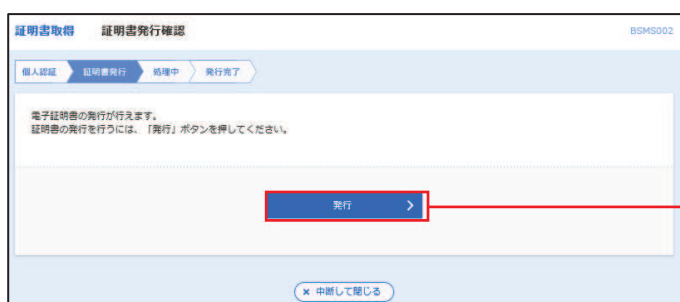 証明書取得 証明書発行確認 BSMS002
個人認証 証明書発行 処理中 発行完了
電子証明書の発行が行えます。
証明書の発行を行うには、「発行」ボタンを押してください。
発行
× 中断して閉じる